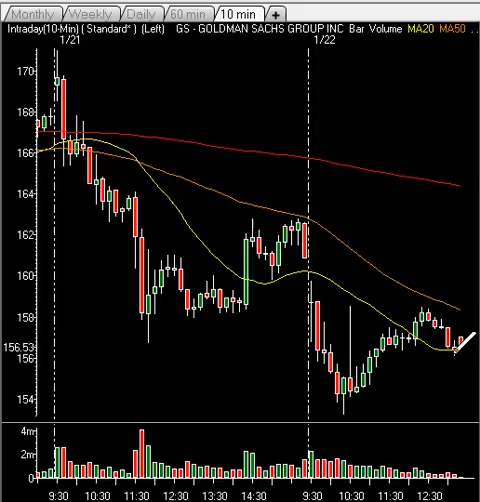 Monthly Weekly Daily 60 min 10 min +
Intraday(10-Min) ( Standard* ) (Left) GS - GOLDMAN SACHS GROUP INC Bar Volume MA20 MA50 ...
1/21 1/22
170
168
166
164
162
160
158
156.53
156
154
4m
2m
0
9:30 10:30 11:30 12:30 13:30 14:30 9:30 10:30 11:30 12:30